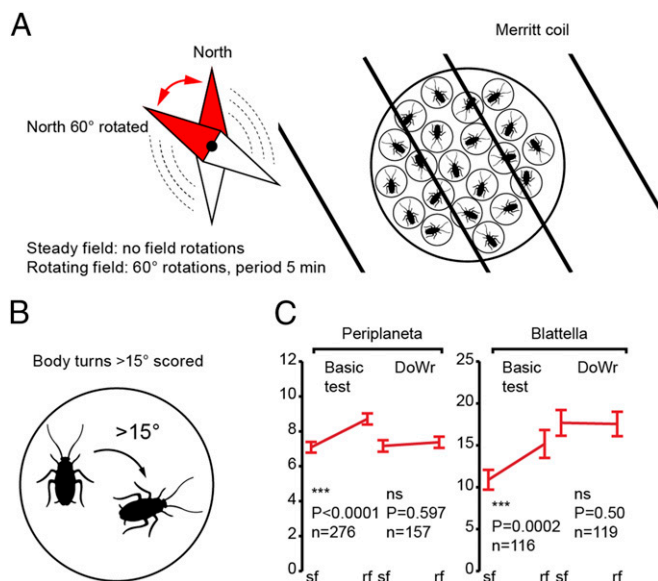 A
North
North 60° rotated
Steady field: no field rotations
Rotating field: 60° rotations, period 5 min
Merritt coil
B
Body turns >15° scored
>15°
C
Periplaneta
Blattella
12
10
8
6
4
2
0
Basic test
DoWr
***
P<0.0001
n=276
ns
P=0.597
n=157
sf rf sf rf
25
20
15
10
5
0
Basic test
DoWr
***
P=0.0002
n=116
ns
P=0.50
n=119
sf rf sf rf